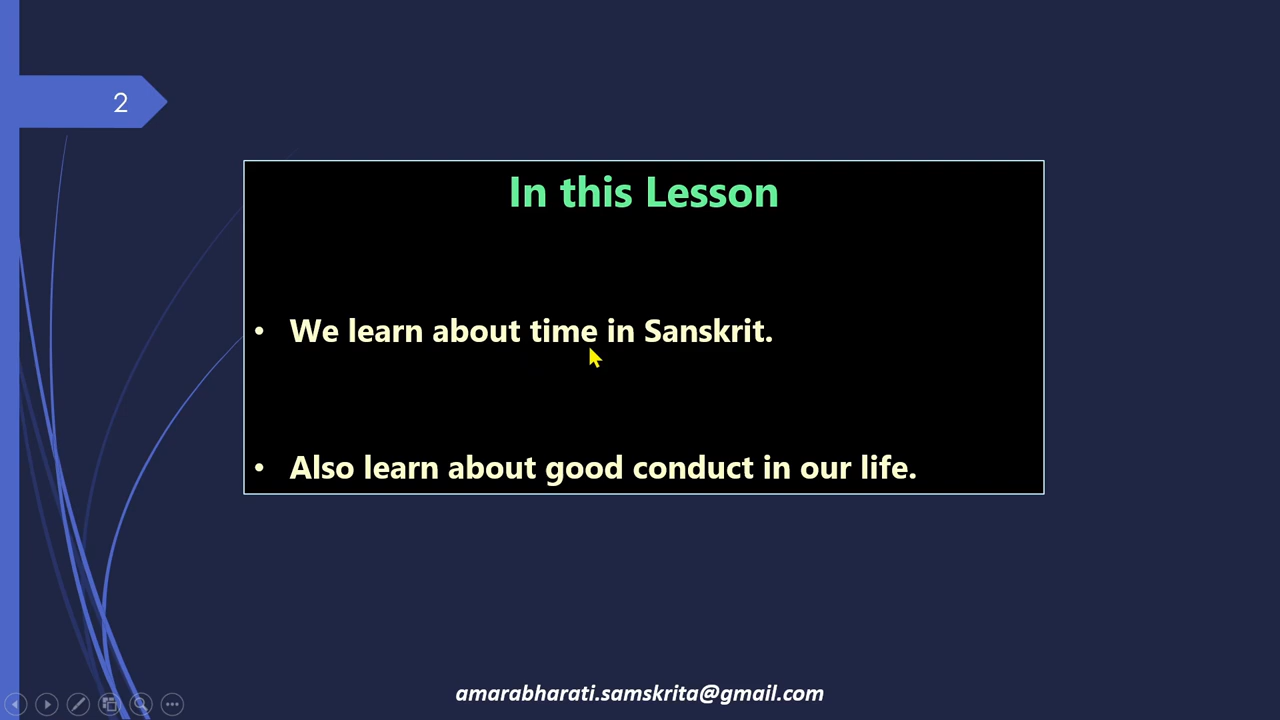 2
In this Lesson
• We learn about time in Sanskrit.
• Also learn about good conduct in our life.
amarabharati.samskrita@gmail.com